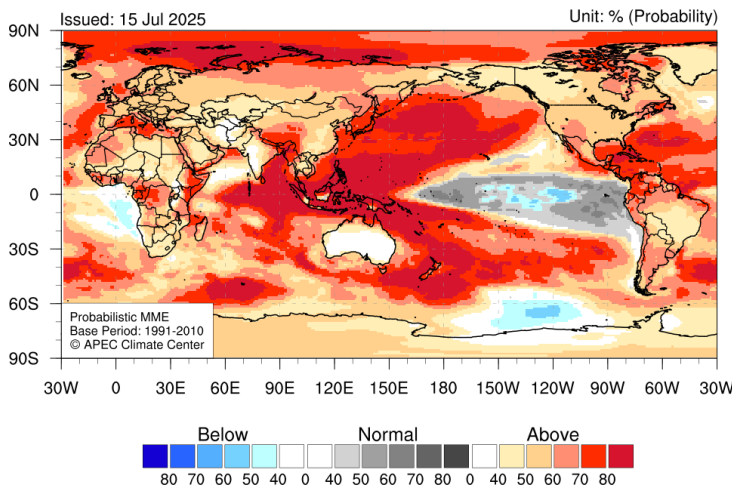 Issued: 15 Jul 2025
Unit: % (Probability)
90N
60N
30N
0
30S
60S
90S
Probabilistic MME
Base Period: 1991-2010
© APEC Climate Center
30W 0 30E 60E 90E 120E 150E 180 150W 120W 90W 60W 30W
Below Normal Above
80 70 60 50 40 0 40 50 60 70 80 0 40 50 60 70 80